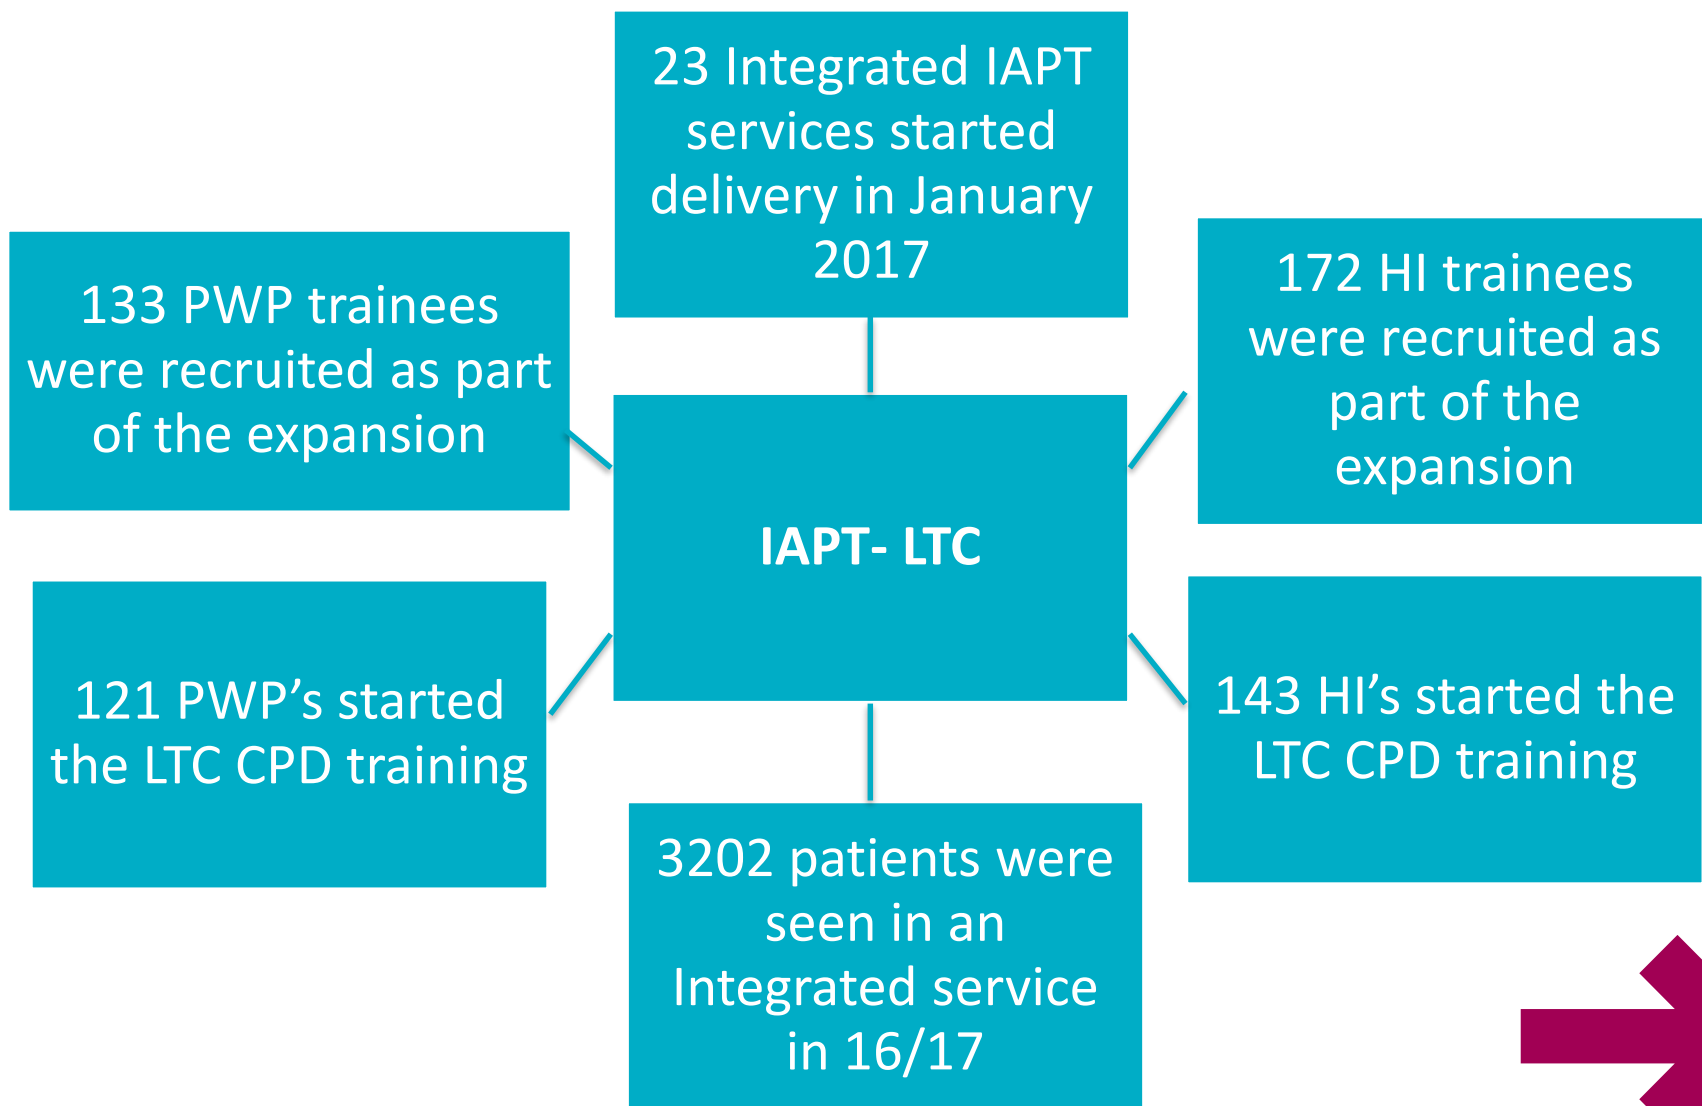 23 Integrated IAPT
services started
delivery in January
2017
133 PWP trainees
were recruited as part
of the expansion
172 HI trainees
were recruited as
part of the
expansion
IAPT- LTC
121 PWP’s started
the LTC CPD training
143 HI’s started the
LTC CPD training
3202 patients were
seen in an
Integrated service
in 16/17